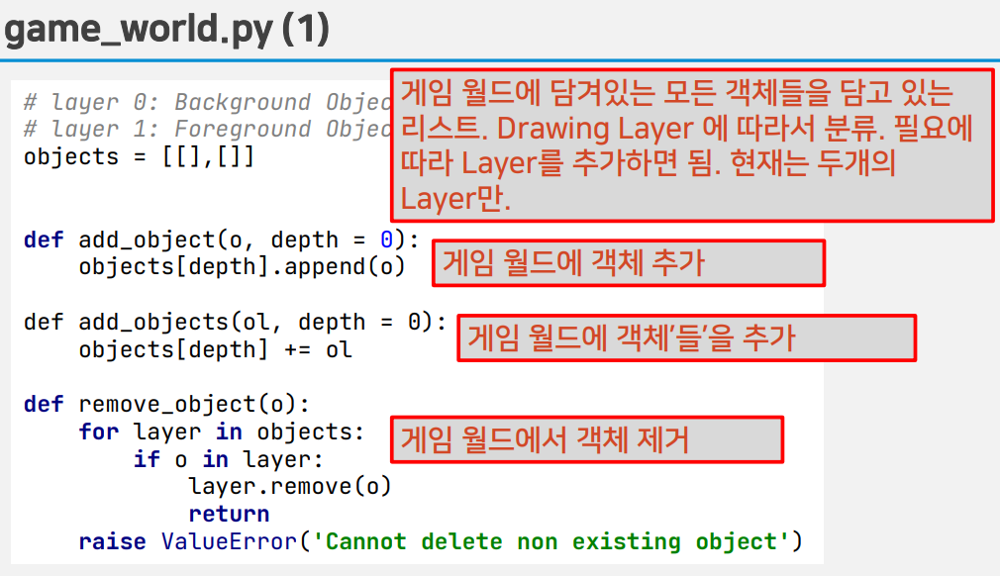 game_world.py (1)
# layer 0: Background Objec
# layer 1: Foreground Objec
objects = [[],[]]
게임 월드에 담겨있는 모든 객체들을 담고 있는
리스트. Drawing Layer 에 따라서 분류. 필요에
따라 Layer를 추가하면 됨. 현재는 두개의
Layer만.
def add_object(o, depth = 0):
    objects[depth].append(o)
게임 월드에 객체 추가
def add_objects(ol, depth = 0):
    objects[depth] += ol
게임 월드에 객체’들’을 추가
def remove_object(o):
    for layer in objects:
        if o in layer:
            layer.remove(o)
            return
    raise ValueError('Cannot delete non existing object')
게임 월드에서 객체 제거